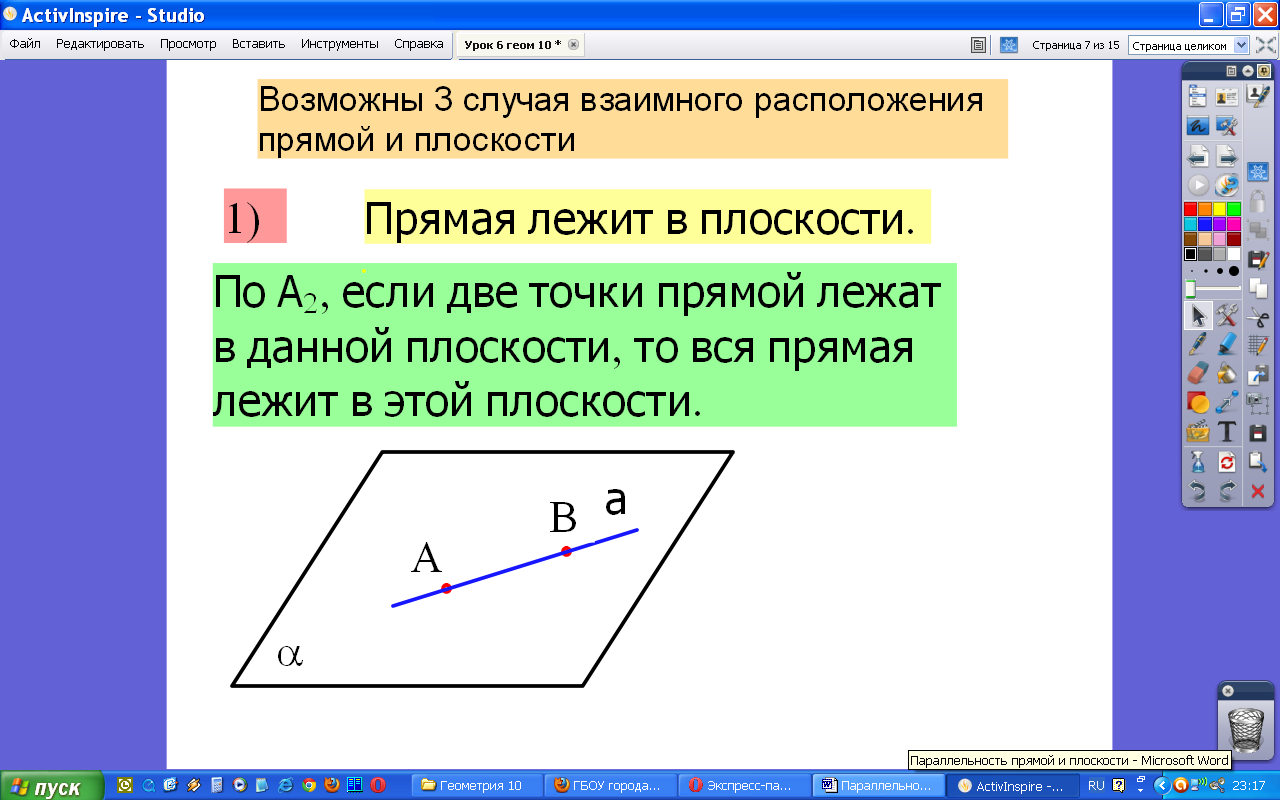 ActivInspire - Studio
Файл Редактировать Просмотр Вставить Инструменты Справка Урок 6 геом 10 * Страница 7 из 15 Страница целиком
Возможны 3 случая взаимного расположения
прямой и плоскости
1) Прямая лежит в плоскости.
По А₂, если две точки прямой лежат
в данной плоскости, то вся прямая
лежит в этой плоскости.
a
B
A
α
T
Параллельность прямой и плоскости - Microsoft Word
пуск Геометрия 10 ГБОУ города... Экспресс-па... Параллельно... ActivInspire -... RU 23:17